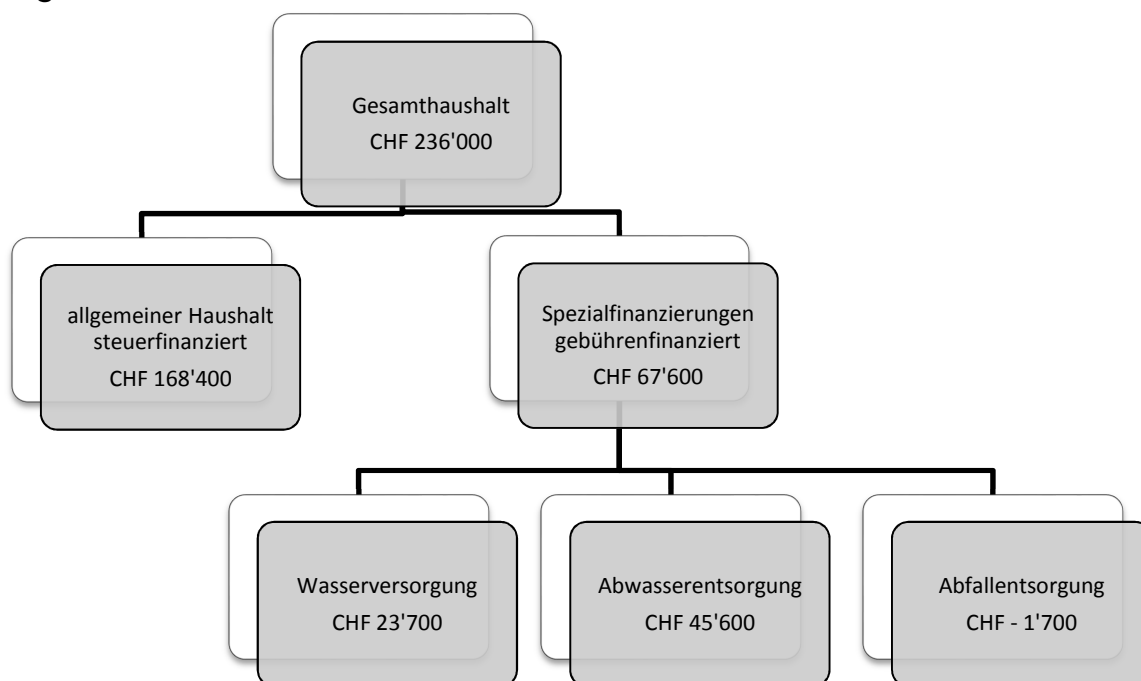 Gesamthaushalt
CHF 236'000
allgemeiner Haushalt
steuerfinanziert
CHF 168'400
Spezialfinanzierungen
gebührenfinanziert
CHF 67'600
Wasserversorgung
CHF 23'700
Abwasserentsorgung
CHF 45'600
Abfallentsorgung
CHF - 1'700